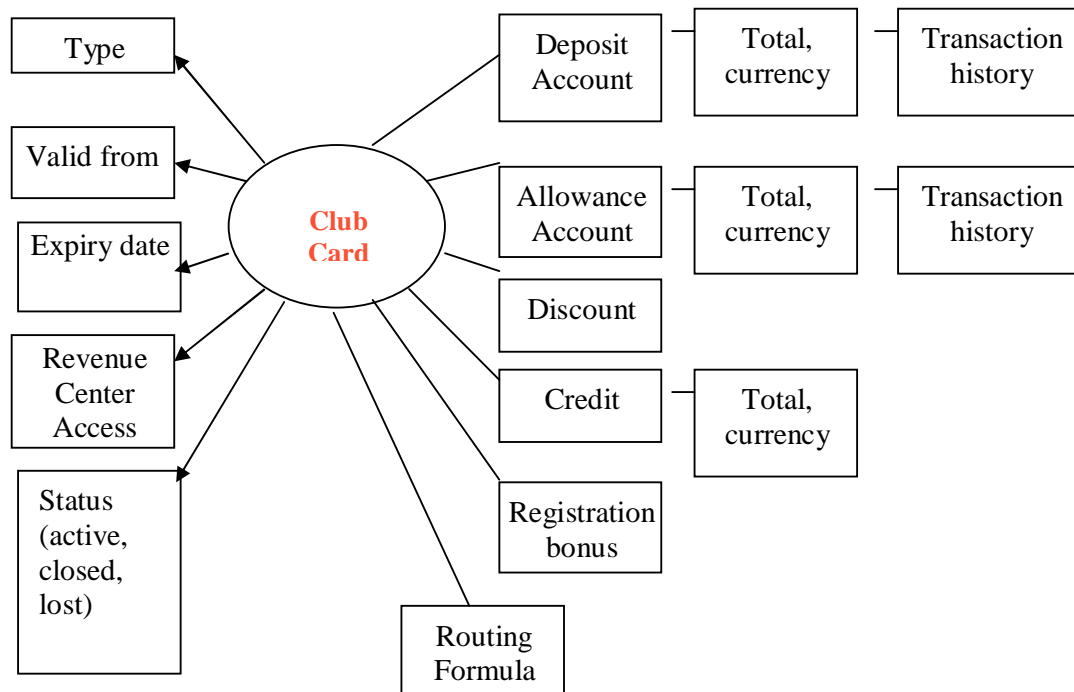 Type
Valid from
Expiry date
Revenue
Center
Access
Status
(active,
closed,
lost)
Club
Card
Deposit
Account
Total,
currency
Transaction
history
Allowance
Account
Total,
currency
Transaction
history
Discount
Credit
Total,
currency
Registration
bonus
Routing
Formula